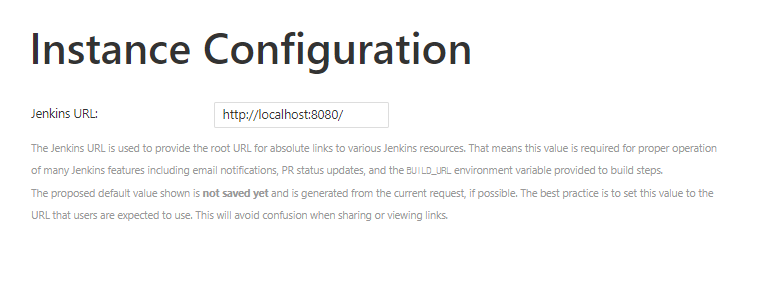 Instance Configuration
Jenkins URL: http://localhost:8080/
The Jenkins URL is used to provide the root URL for absolute links to various Jenkins resources. That means this value is required for proper operation
of many Jenkins features including email notifications, PR status updates, and the BUILD_URL environment variable provided to build steps.
The proposed default value shown is not saved yet and is generated from the current request, if possible. The best practice is to set this value to the
URL that users are expected to use. This will avoid confusion when sharing or viewing links.